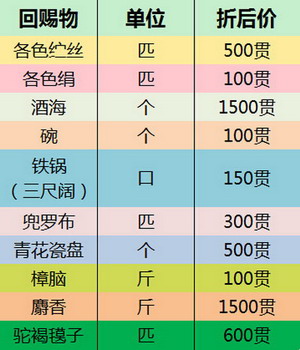 回赐物 单位 折后价
各色纻丝 匹 500贯
各色绢 匹 100贯
酒海 个 1500贯
碗 个 100贯
铁锅
（三尺阔） 口 150贯
兜罗布 匹 300贯
青花瓷盘 个 500贯
樟脑 斤 100贯
麝香 斤 1500贯
驼褐毯子 匹 600贯